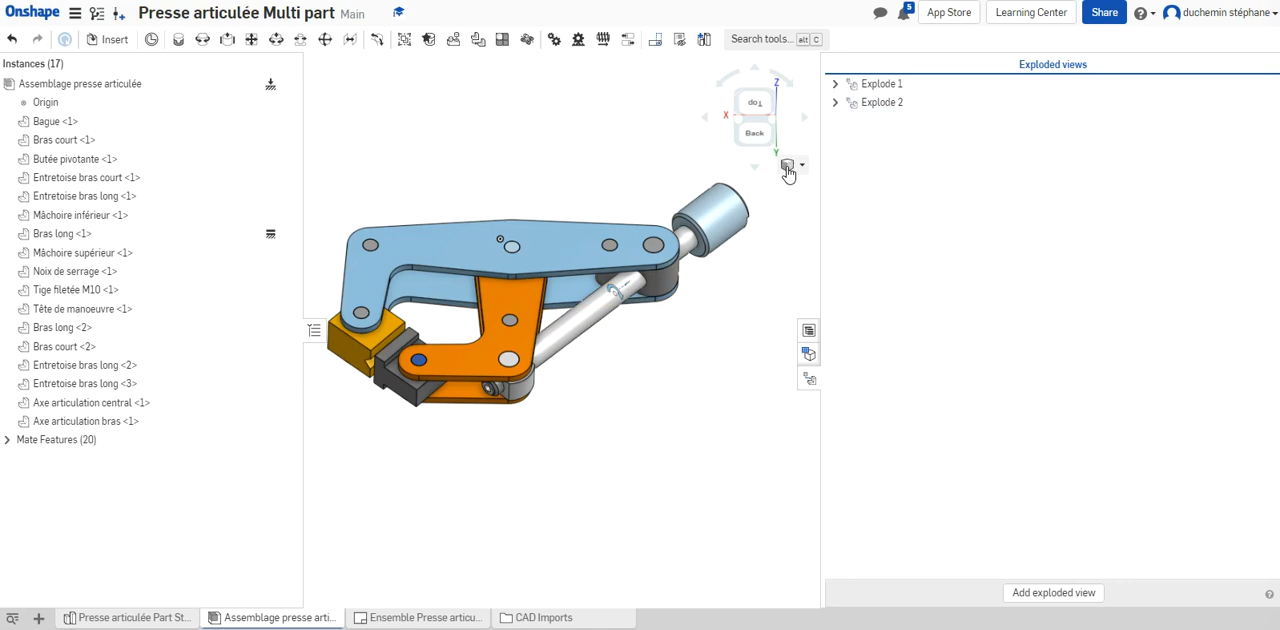 Onshape Presse articulée Multi part Main 5 App Store Learning Center Share duchemin stéphane
Insert Search tools... alt C
Instances (17)
Assemblage presse articulée
Origin
Bague <1>
Bras court <1>
Butée pivotante <1>
Entretoise bras court <1>
Entretoise bras long <1>
Mâchoire inférieur <1>
Bras long <1>
Mâchoire supérieur <1>
Noix de serrage <1>
Tige filetée M10 <1>
Tête de manoeuvre <1>
Bras long <2>
Bras court <2>
Entretoise bras long <2>
Entretoise bras long <3>
Axe articulation central <1>
Axe articulation bras <1>
Mate Features (20)
Z
Top
X
Back
Y
Exploded views
Explode 1
Explode 2
Add exploded view
Presse articulée Part St... Assemblage presse arti... Ensemble Presse articu... CAD Imports